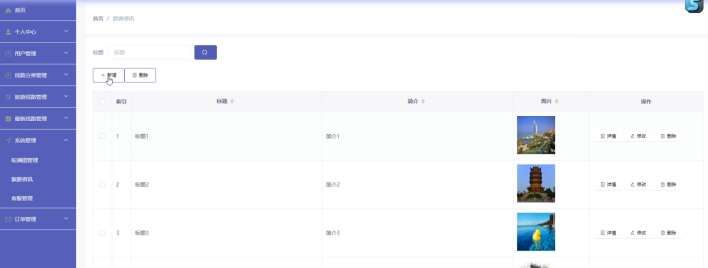 首页
个人中心
用户管理
线路分类管理
旅游线路管理
最新线路管理
系统管理
轮播图管理
旅游资讯
客服管理
订单管理
首页 / 旅游资讯
标题 标题
+ 新增 删除
索引 标题 简介 图片 操作
1 标题1 简介1 详情 修改 删除
2 标题2 简介2 详情 修改 删除
3 标题3 简介3 详情 修改 删除